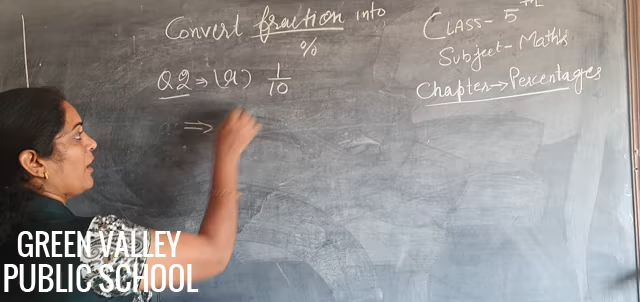 Convert fraction into
%
Q2→(a) 1/10
⇒
CLASS- 5th
Subject- Maths
Chapter→Percentages
GREEN VALLEY
PUBLIC SCHOOL